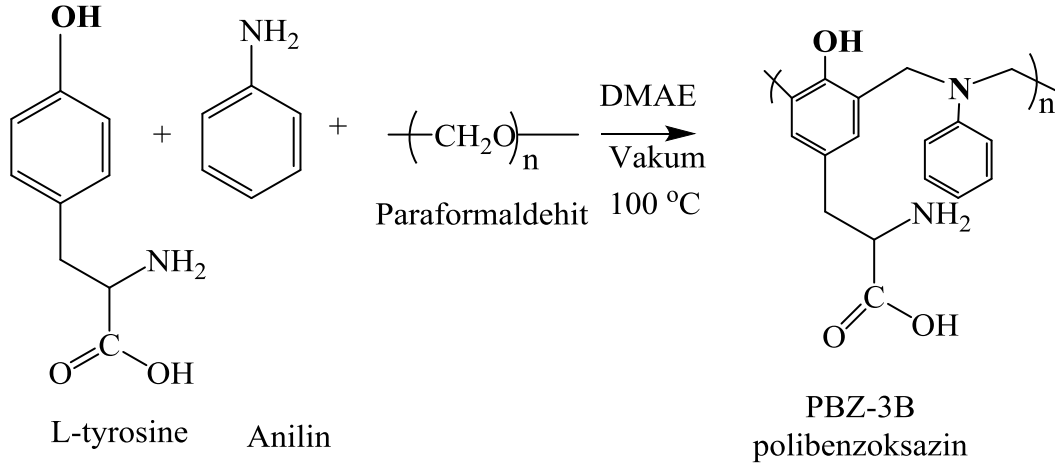 OH
NH₂
+
+
(CH₂O)n
DMAE
Vakum
100 °C
Paraformaldehit
NH₂
C
O
OH
L-tyrosine
Anilin
OH
N
n
NH₂
C
O
OH
PBZ-3B
polibenzoksazin